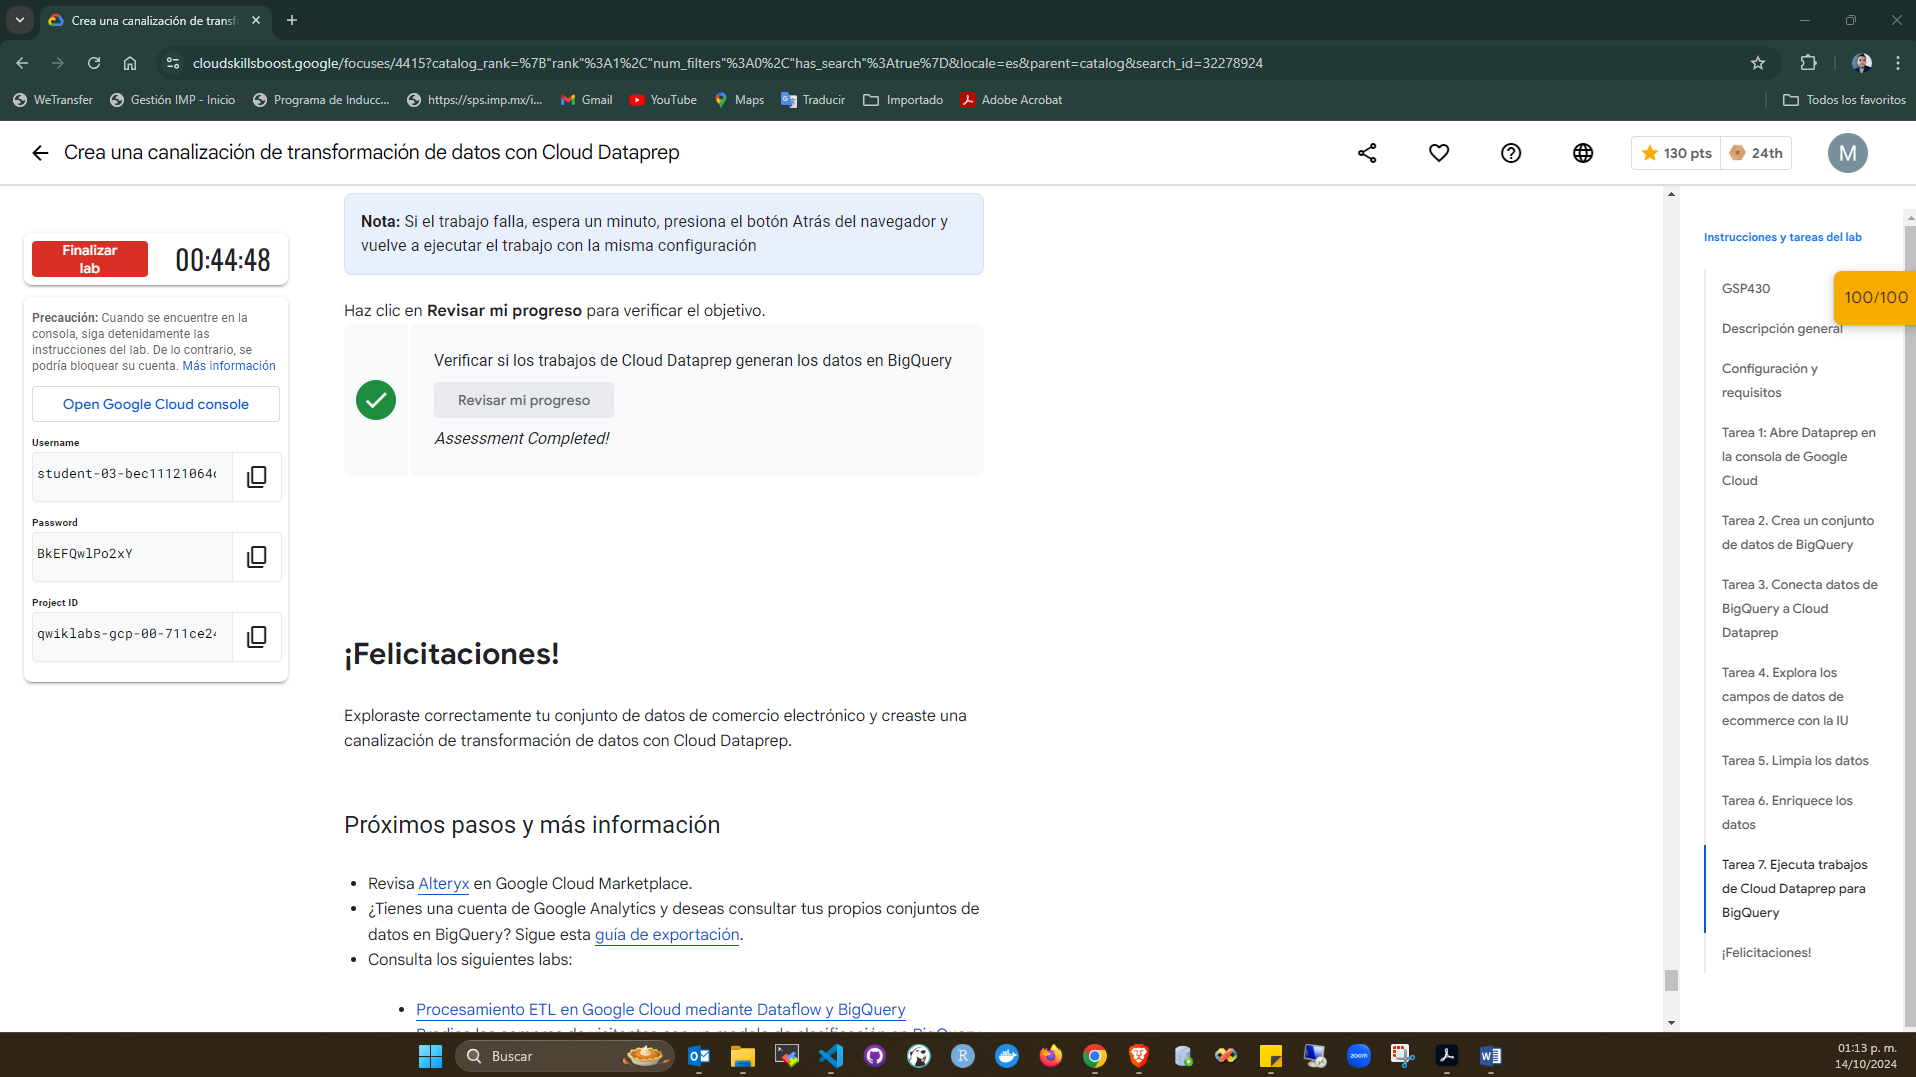 Crea una canalización de transf
cloudskillsboost.google/focuses/4415?catalog_rank=%7B"rank"%3A1%2C"num_filters"%3A0%2C"has_search"%3Atrue%7D&locale=es&parent=catalog&search_id=32278924
WeTransfer
Gestión IMP - Inicio
Programa de Inducc...
https://sps.imp.mx/i...
Gmail
YouTube
Maps
Traducir
Importado
Adobe Acrobat
Todos los favoritos
Crea una canalización de transformación de datos con Cloud Dataprep
130 pts
24th
M
Finalizar
lab
00:44:48
Precaución: Cuando se encuentre en la
consola, siga detenidamente las
instrucciones del lab. De lo contrario, se
podría bloquear su cuenta. Más información
Open Google Cloud console
Username
student-03-bec11121064
Password
BkEFQwlPo2xY
Project ID
qwiklabs-gcp-00-711ce24
Nota: Si el trabajo falla, espera un minuto, presiona el botón Atrás del navegador y
vuelve a ejecutar el trabajo con la misma configuración
Haz clic en Revisar mi progreso para verificar el objetivo.
Verificar si los trabajos de Cloud Dataprep generan los datos en BigQuery
Revisar mi progreso
Assessment Completed!
¡Felicitaciones!
Exploraste correctamente tu conjunto de datos de comercio electrónico y creaste una
canalización de transformación de datos con Cloud Dataprep.
Próximos pasos y más información
Revisa Alteryx en Google Cloud Marketplace.
¿Tienes una cuenta de Google Analytics y deseas consultar tus propios conjuntos de
datos en BigQuery? Sigue esta guía de exportación.
Consulta los siguientes labs:
Procesamiento ETL en Google Cloud mediante Dataflow y BigQuery
Instrucciones y tareas del lab
GSP430
100/100
Descripción general
Configuración y
requisitos
Tarea 1: Abre Dataprep en
la consola de Google
Cloud
Tarea 2. Crea un conjunto
de datos de BigQuery
Tarea 3. Conecta datos de
BigQuery a Cloud
Dataprep
Tarea 4. Explora los
campos de datos de
ecommerce con la IU
Tarea 5. Limpia los datos
Tarea 6. Enriquece los
datos
Tarea 7. Ejecuta trabajos
de Cloud Dataprep para
BigQuery
¡Felicitaciones!
Buscar
zoom
01:13 p. m.
14/10/2024